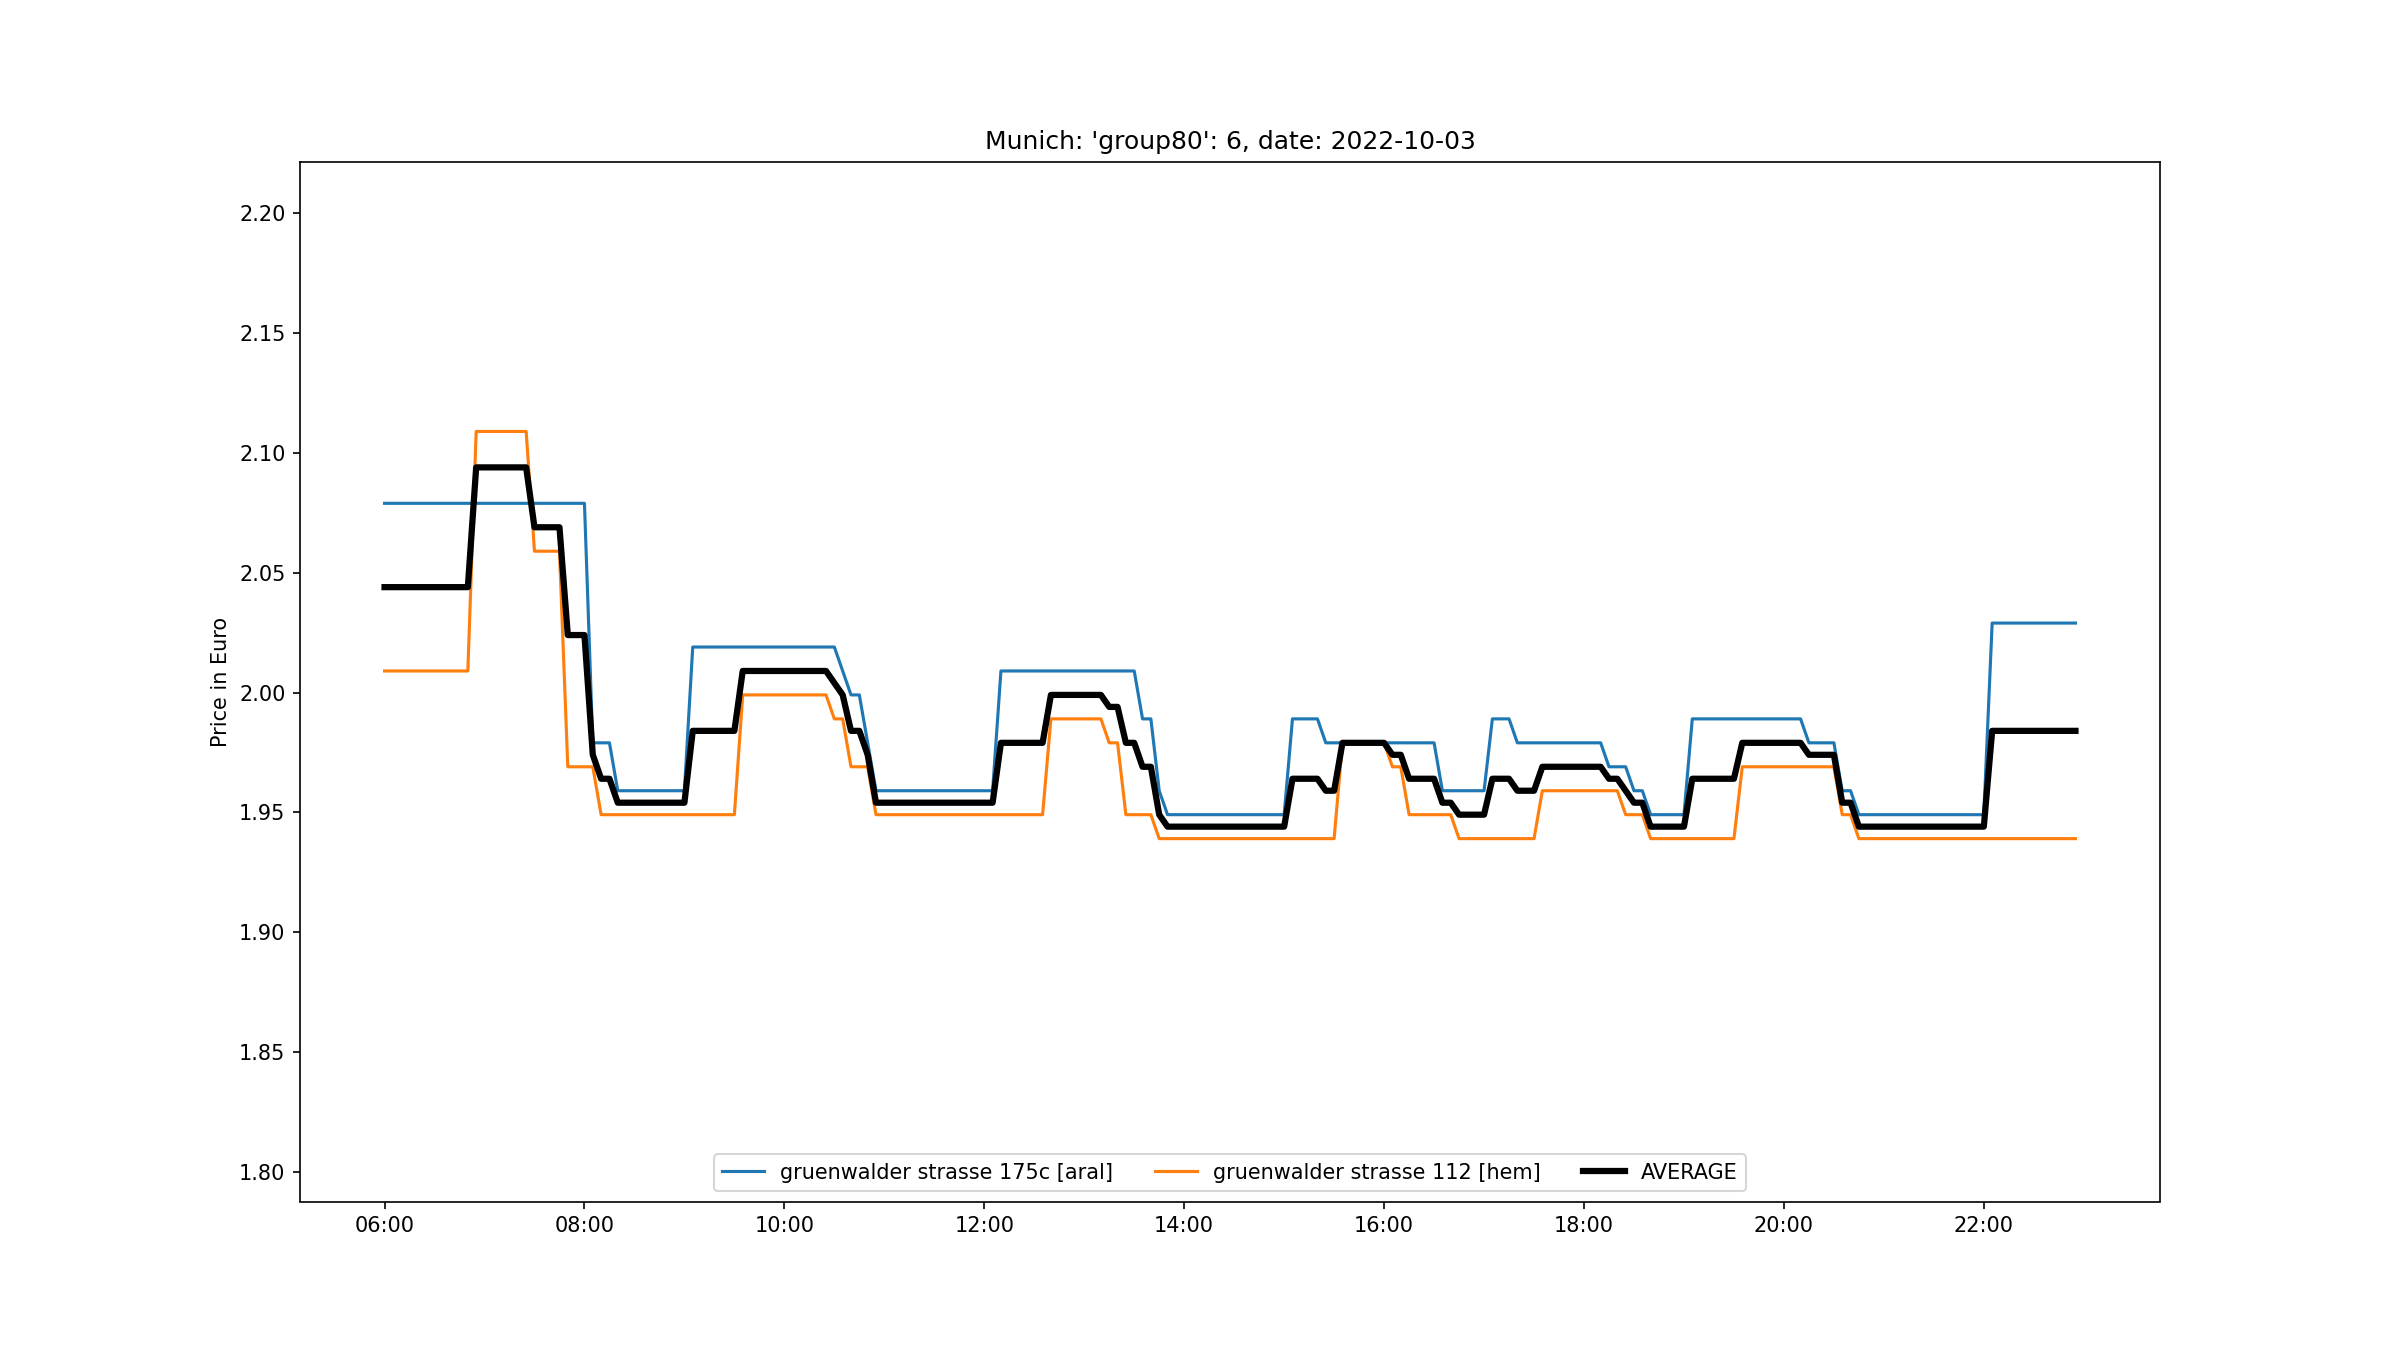 Munich: 'group80': 6, date: 2022-10-03
Price in Euro
2.20
2.15
2.10
2.05
2.00
1.95
1.90
1.85
1.80
gruenwalder strasse 175c [aral] gruenwalder strasse 112 [hem] AVERAGE
06:00 08:00 10:00 12:00 14:00 16:00 18:00 20:00 22:00